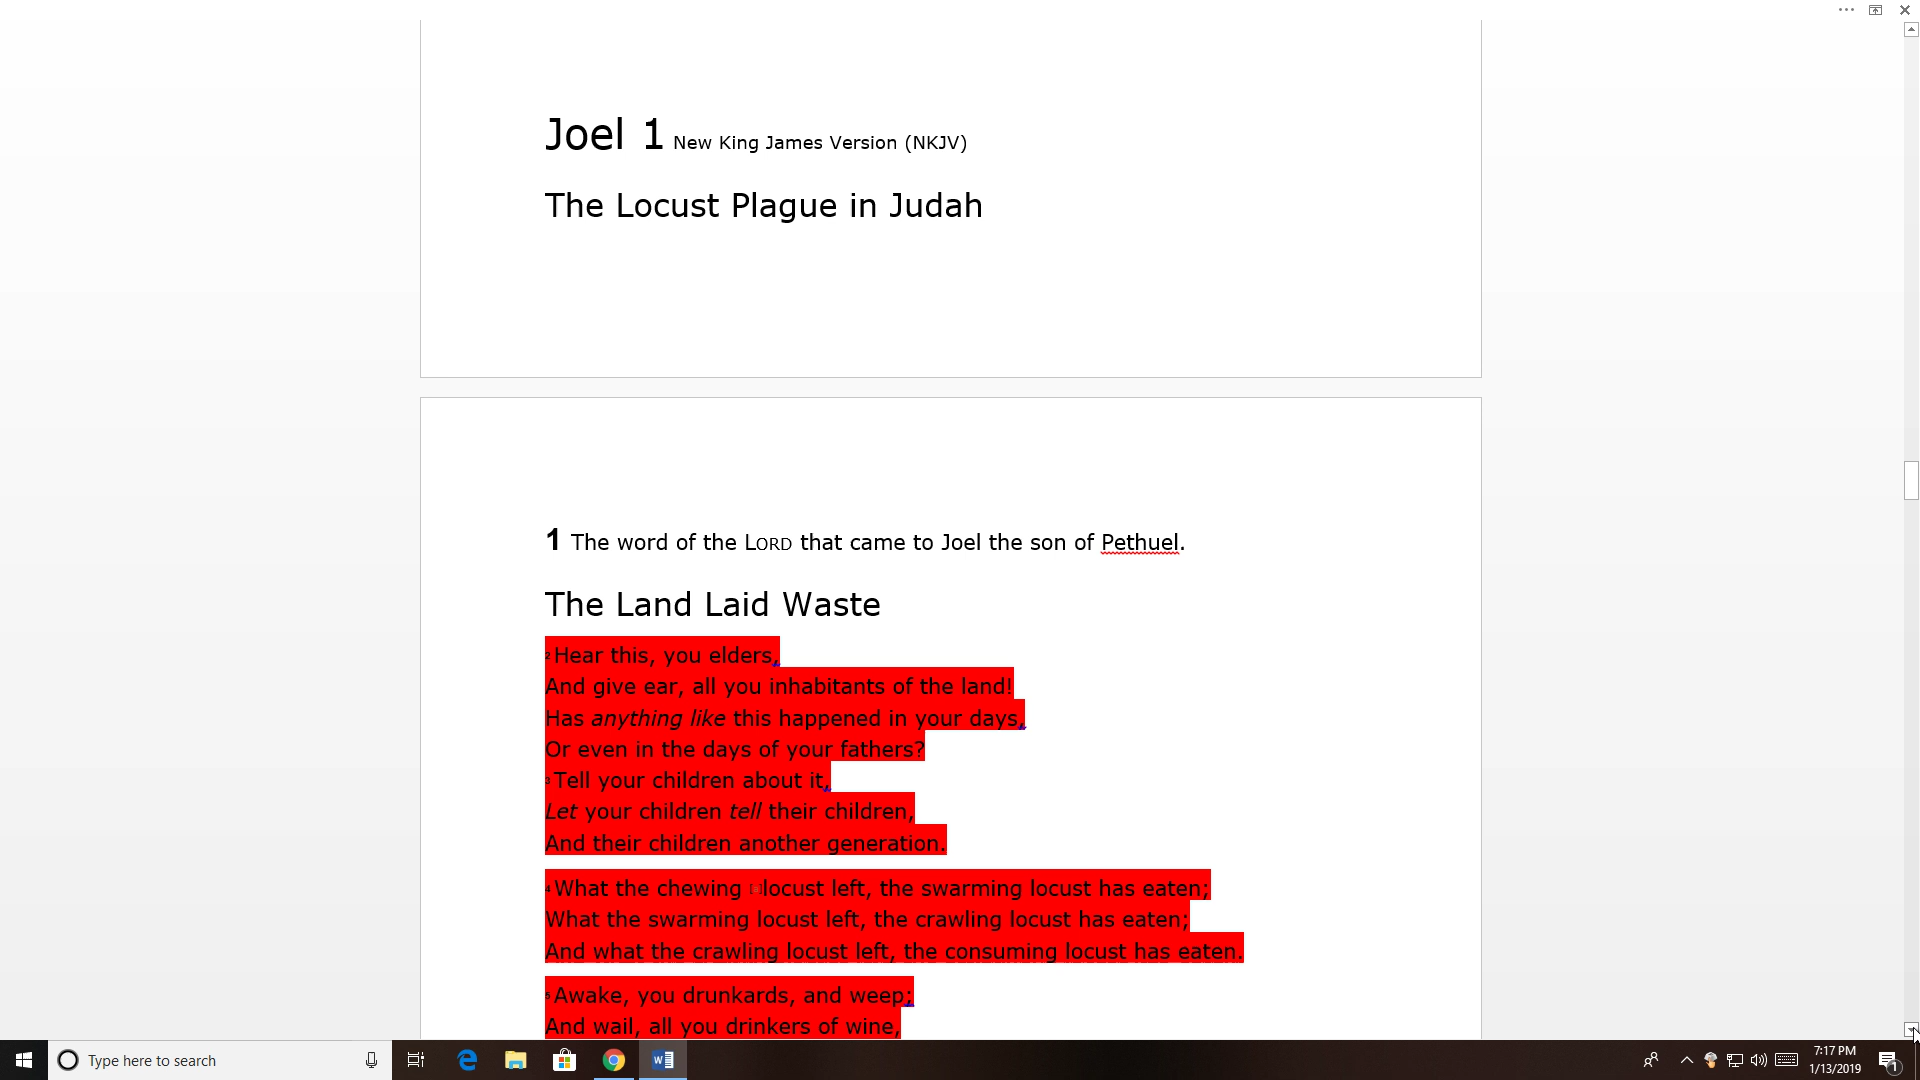 Joel 1 New King James Version (NKJV)
The Locust Plague in Judah
1 The word of the LORD that came to Joel the son of Pethuel.
The Land Laid Waste
2 Hear this, you elders,
And give ear, all you inhabitants of the land!
Has anything like this happened in your days,
Or even in the days of your fathers?
3 Tell your children about it,
Let your children tell their children,
And their children another generation.
4 What the chewing locust left, the swarming locust has eaten;
What the swarming locust left, the crawling locust has eaten;
And what the crawling locust left, the consuming locust has eaten.
5 Awake, you drunkards, and weep;
And wail, all you drinkers of wine,
Type here to search
7:17 PM
1/13/2019
1